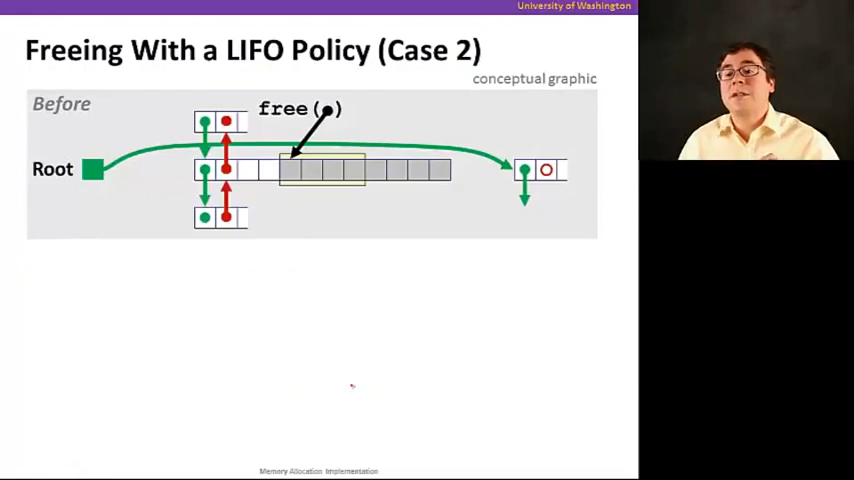 University of Washington
Freeing With a LIFO Policy (Case 2)
conceptual graphic
Before
free( )
Root
Memory Allocation Implementation